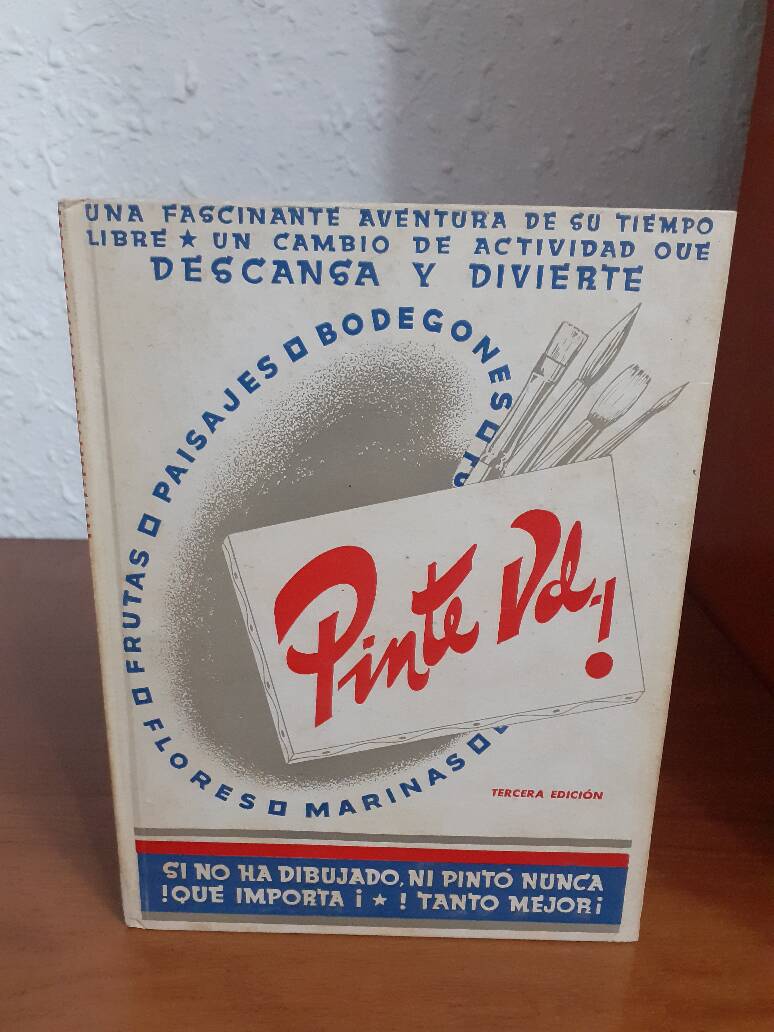 UNA FASCINANTE AVENTURA DE SU TIEMPO
LIBRE ★ UN CAMBIO DE ACTIVIDAD QUE
DESCANSA Y DIVIERTE
FLORES FRUTAS PAISAJES BODEGONES
MARINAS
Pinte Vd.!
TERCERA EDICIÓN
SI NO HA DIBUJADO, NI PINTÓ NUNCA
!QUÉ IMPORTA¡ ★ ! TANTO MEJOR¡